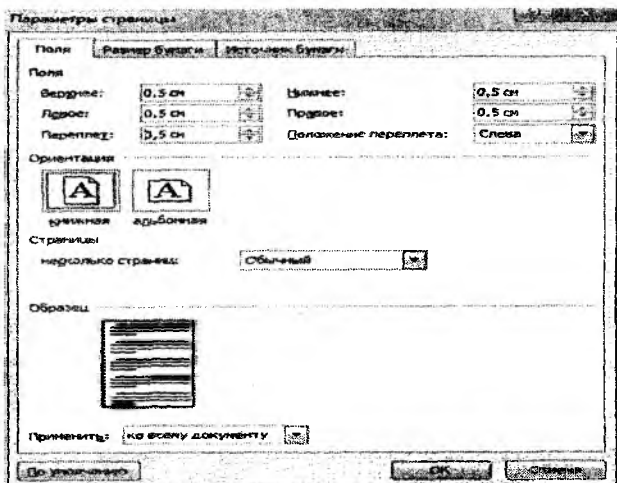 Параметры страницы
Поля Размер бумаги Источник бумаги
Поля
Верхнее: 0,5 см Нижнее: 0,5 см
Левое: 0,5 см Правое: 0,5 см
Переплет: 0,5 см Положение переплета: Слева
Ориентация
книжная альбомная
Страницы
несколько страниц: Обычный
Образец
Применить: ко всему документу
По умолчанию ОК Отмена